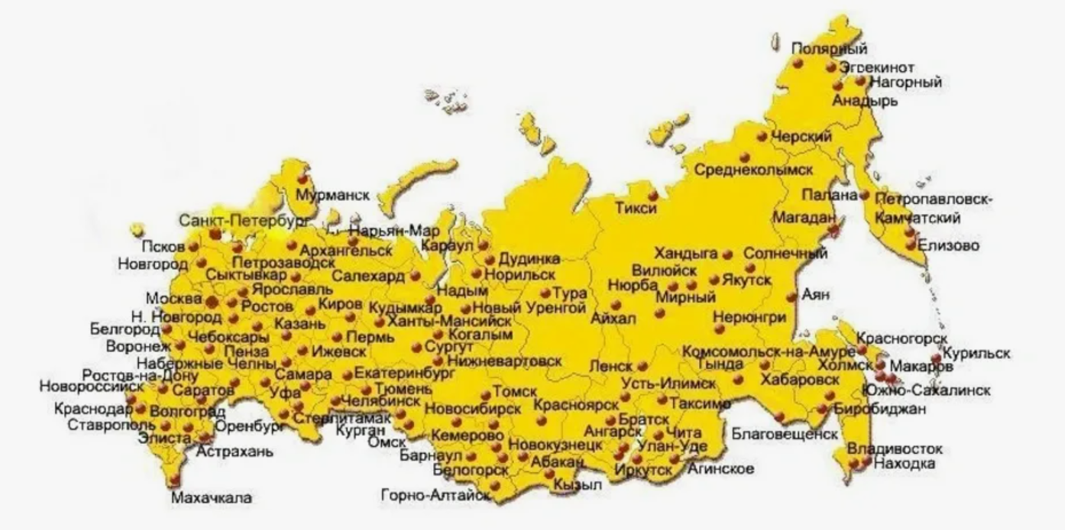 Полярный
Эгвекинот
Нагорный
Анадырь
Черский
Среднеколымск
Мурманск
Палана
Петропавловск-
Камчатский
Тикси
Магадан
Елизово
Санкт-Петербург
Нарьян-Мар
Псков
Архангельск
Караул
Новгород
Петрозаводск
Дудинка
Хандыга
Солнечный
Сыктывкар
Салехард
Норильск
Вилюйск
Якутск
Нюрба
Мирный
Ярославль
Надым
Тура
Аян
Москва
Ростов
Киров
Кудымкар
Новый Уренгой
Айхал
Нерюнгри
Н. Новгород
Казань
Ханты-Мансийск
Белгород
Чебоксары
Пермь
Когалым
Красногорск
Воронеж
Пенза
Ижевск
Сургут
Комсомольск-на-Амуре
Курильск
Набержные Челны
Нижневартовск
Ленск
Тында
Холмск
Макаров
Ростов-на-Дону
Самара
Екатеринбург
Усть-Илимск
Хабаровск
Новороссийск
Саратов
Уфа
Тюмень
Томск
Южно-Сахалинск
Челябинск
Красноярск
Таксимо
Краснодар
Волгоград
Новосибирск
Биробиджан
Ставрополь
Оренбург
Стерлитамак
Братск
Элиста
Курган
Кемерово
Ангарск
Чита
Благовещенск
Омск
Новокузнецк
Улан-Уде
Астрахань
Барнаул
Абакан
Владивосток
Белогорск
Иркутск
Агинское
Находка
Махачкала
Горно-Алтайск
Кызыл